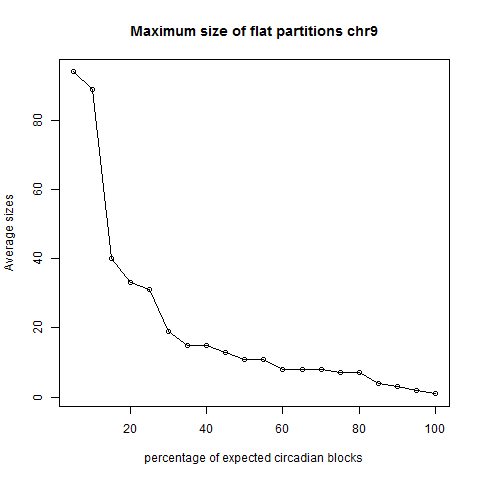 Maximum size of flat partitions chr9
Average sizes
80
60
40
20
0
20 40 60 80 100
percentage of expected circadian blocks